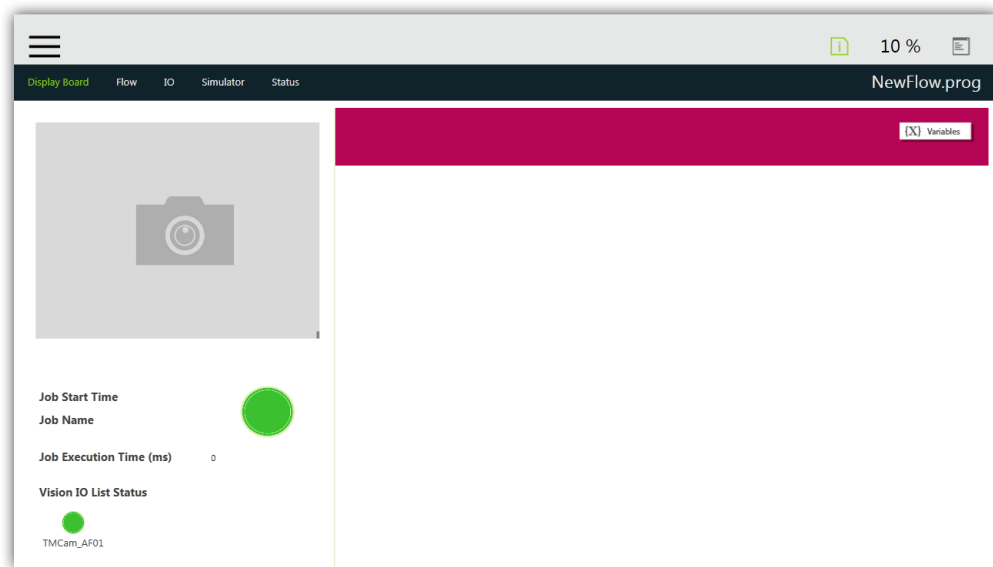 10 %
Display Board Flow IO Simulator Status NewFlow.prog
{X} Variables
Job Start Time
Job Name
Job Execution Time (ms) 0
Vision IO List Status
TMCam_AF01